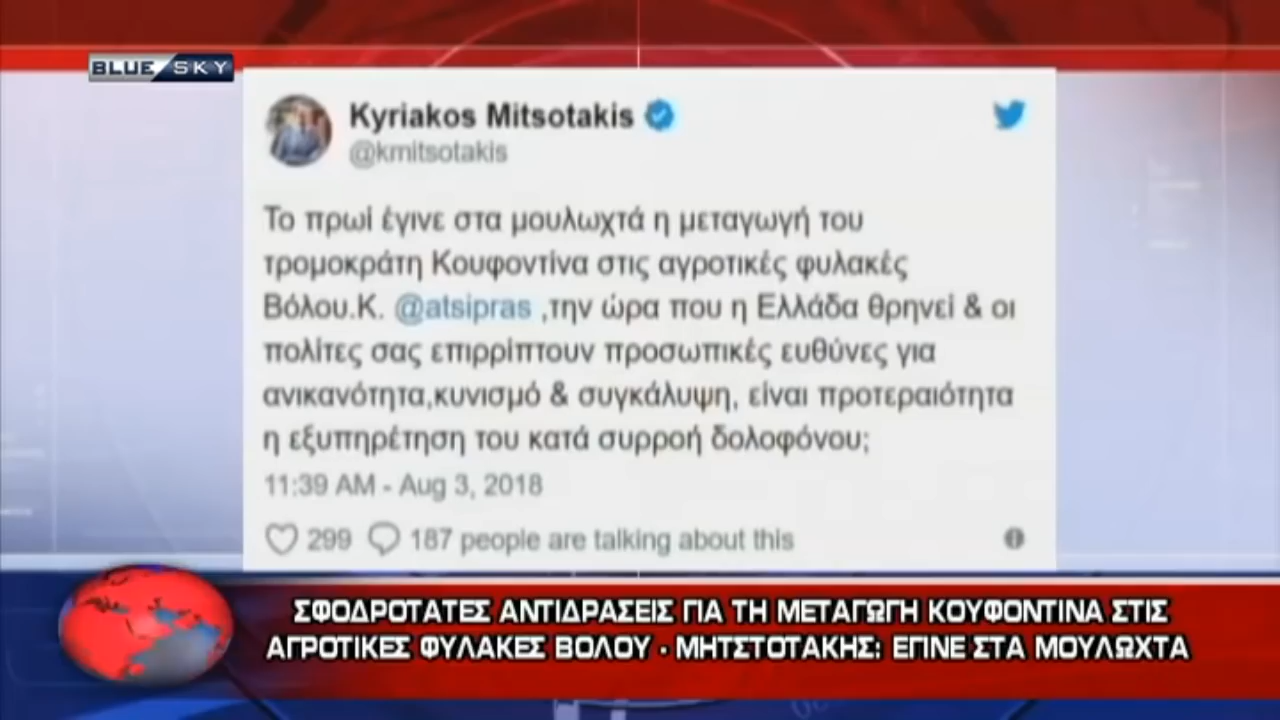 BLUE SKY
Kyriakos Mitsotakis
@kmitsotakis
Το πρωί έγινε στα μουλωχτά η μεταγωγή του
τρομοκράτη Κουφοντίνα στις αγροτικές φυλακές
Βόλου.Κ. @atsipras ,την ώρα που η Ελλάδα θρηνεί & οι
πολίτες σας επιρρίπτουν προσωπικές ευθύνες για
ανικανότητα,κυνισμό & συγκάλυψη, είναι προτεραιότητα
η εξυπηρέτηση του κατά συρροή δολοφόνου;
11:39 AM - Aug 3, 2018
299 187 people are talking about this
ΣΦΟΔΡΟΤΑΤΕΣ ΑΝΤΙΔΡΑΣΕΙΣ ΓΙΑ ΤΗ ΜΕΤΑΓΩΓΗ ΚΟΥΦΟΝΤΙΝΑ ΣΤΙΣ
ΑΓΡΟΤΙΚΕΣ ΦΥΛΑΚΕΣ ΒΟΛΟΥ - ΜΗΤΣΤΟΤΑΚΗΣ: ΕΓΙΝΕ ΣΤΑ ΜΟΥΛΩΧΤΑ